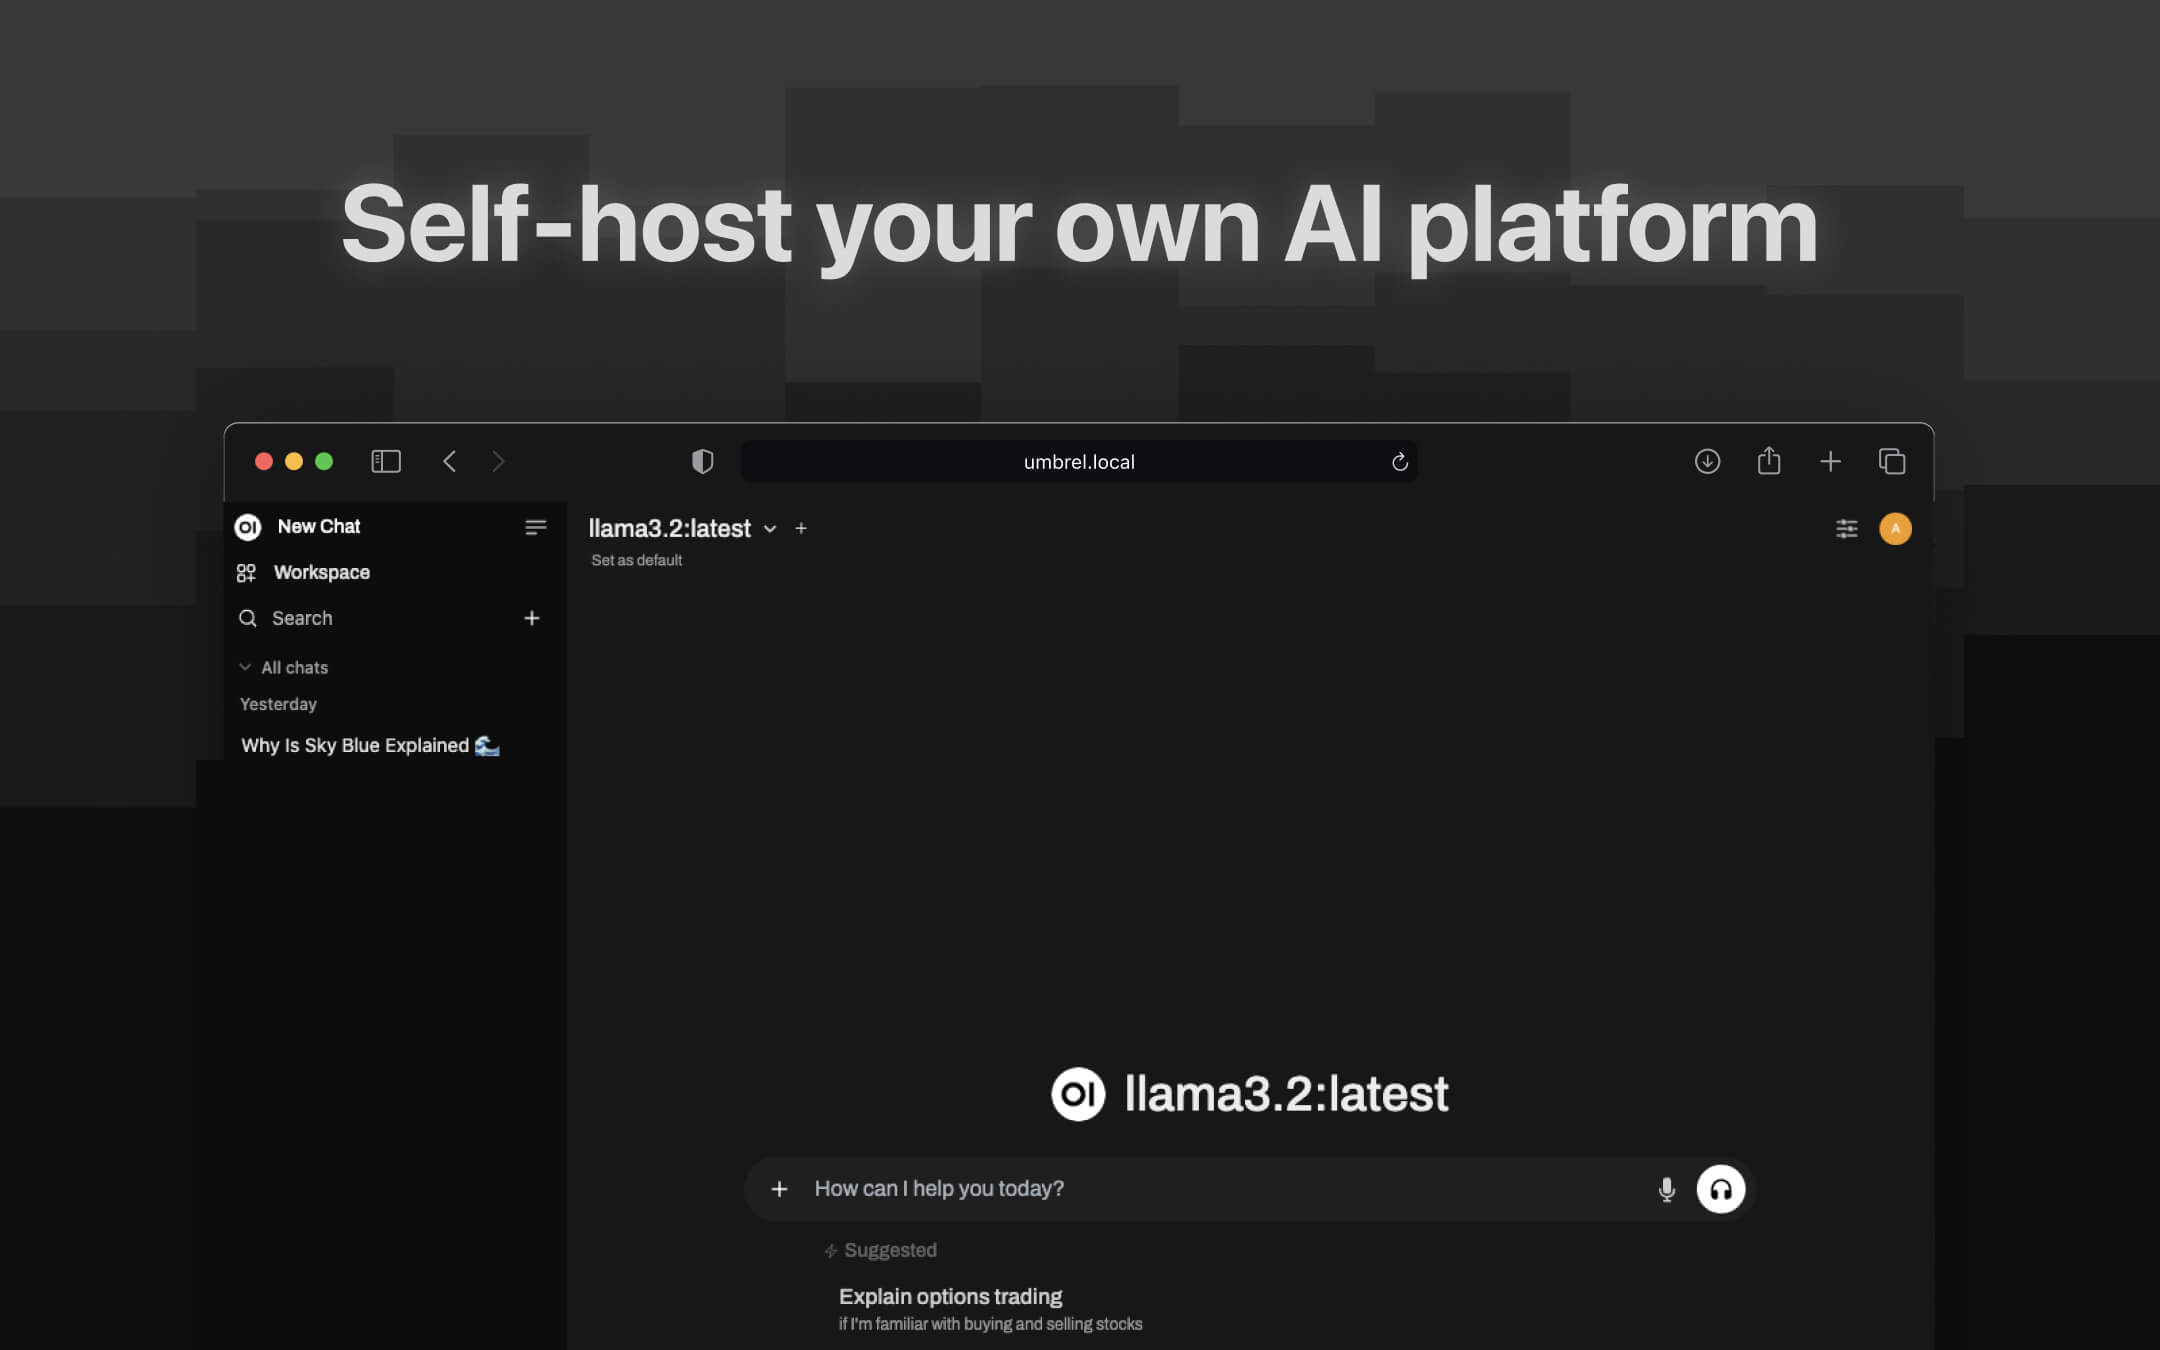 Self-host your own AI platform
umbrel.local
OI New Chat
llama3.2:latest
A
Set as default
Workspace
Search
All chats
Yesterday
Why Is Sky Blue Explained 🌊
OI llama3.2:latest
How can I help you today?
Suggested
Explain options trading
if I'm familiar with buying and selling stocks